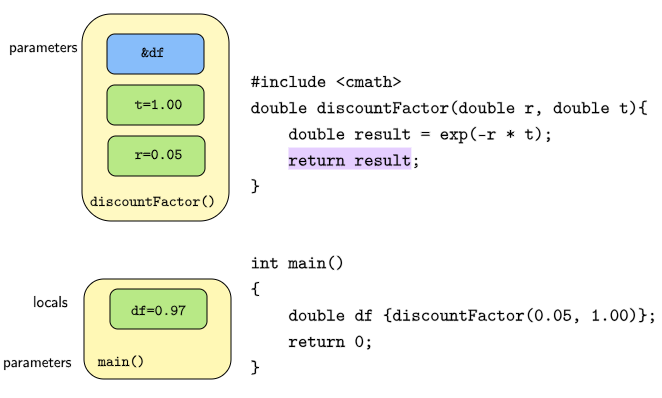 parameters
&df
t=1.00
r=0.05
discountFactor()
#include <cmath>
double discountFactor(double r, double t){
    double result = exp(-r * t);
    return result;
}
locals
df=0.97
parameters
main()
int main()
{
    double df {discountFactor(0.05, 1.00)};
    return 0;
}